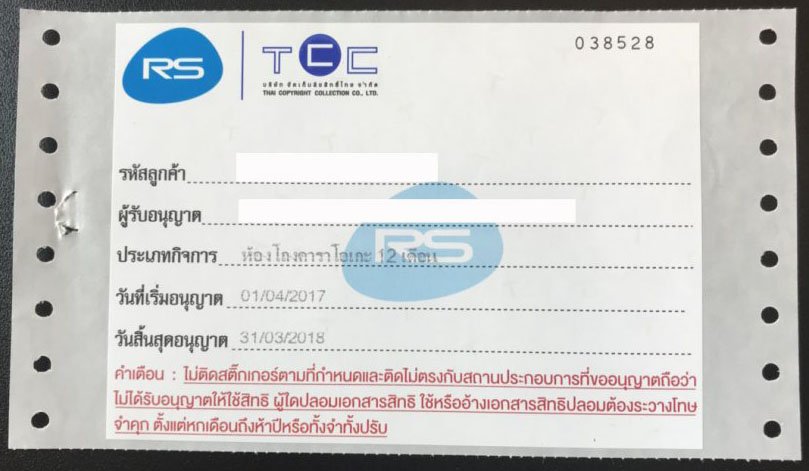 RS
TCC
038528
บริษัท จัดเก็บลิขสิทธิ์ไทย จำกัด
THAI COPYRIGHT COLLECTION CO., LTD.
รหัสลูกค้า
ผู้รับอนุญาต
RS
ประเภทกิจการ ห้องโถงคาราโอเกะ 12 เดือน
วันที่เริ่มอนุญาต 01/04/2017
วันสิ้นสุดอนุญาต 31/03/2018
คำเตือน : ไม่ติดสติ๊กเกอร์ตามที่กำหนดและติดไม่ตรงกับสถานประกอบการที่ขออนุญาตถือว่า
ไม่ได้รับอนุญาตให้ใช้สิทธิ ผู้ใดปลอมเอกสารสิทธิ ใช้หรืออ้างเอกสารสิทธิปลอมต้องระวางโทษ
จำคุก ตั้งแต่หกเดือนถึงห้าปีหรือทั้งจำทั้งปรับ